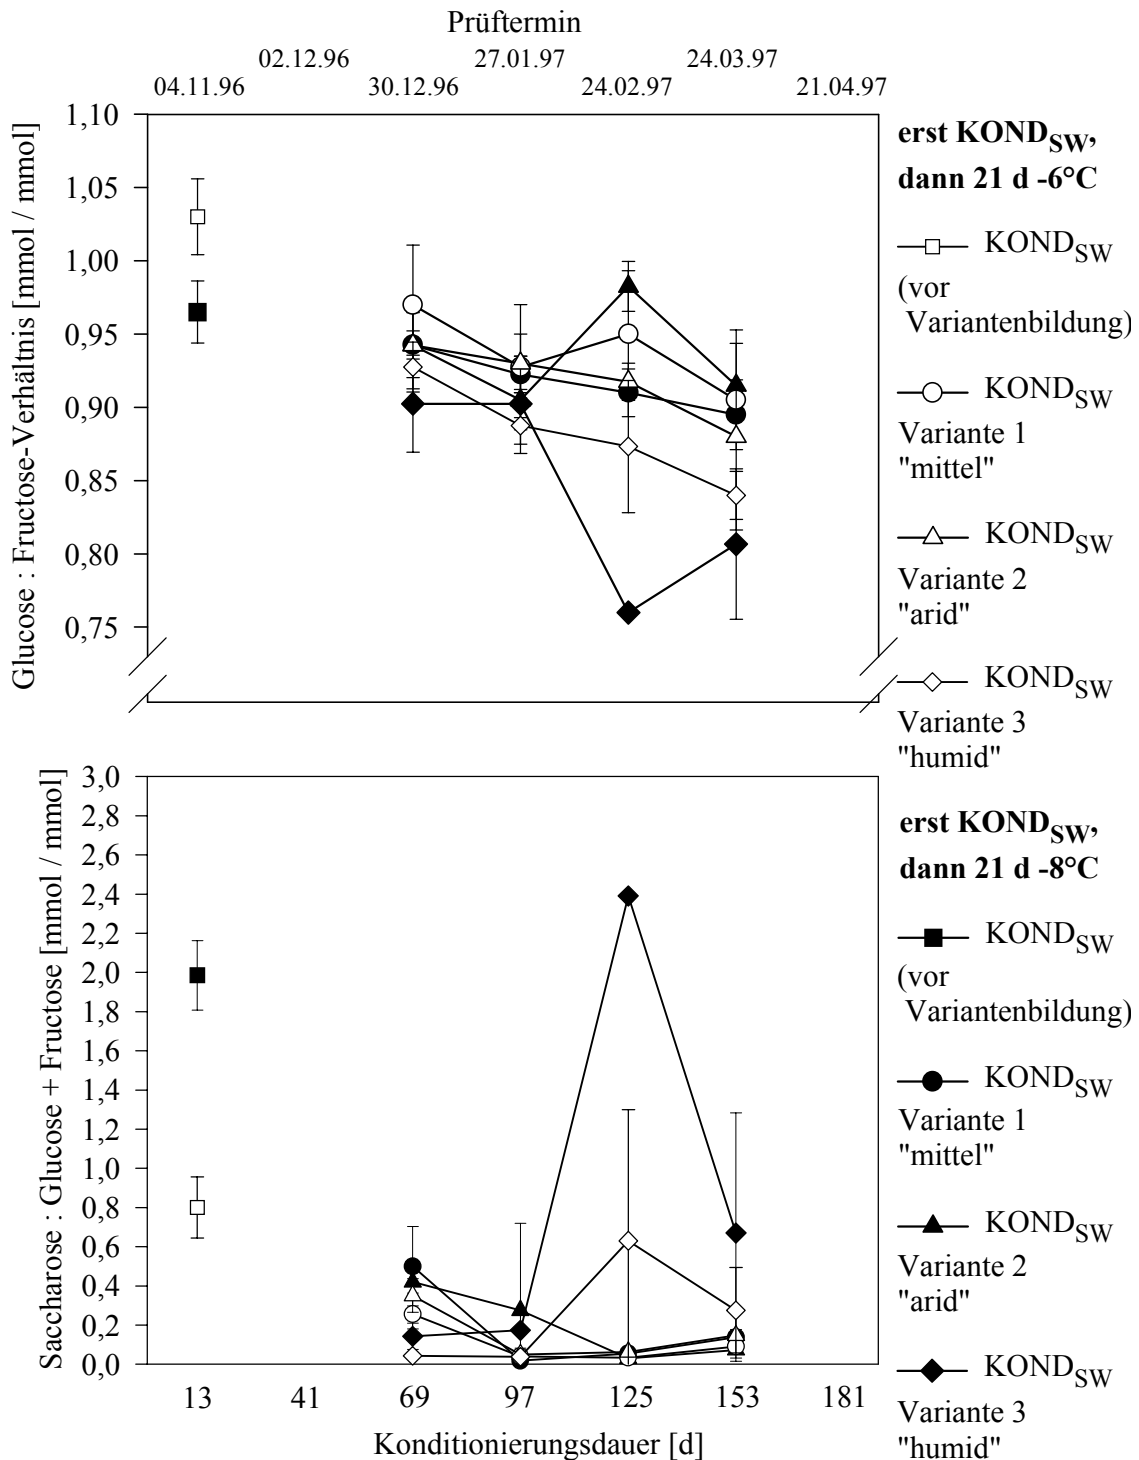 Prüftermin
02.12.96 27.01.97 24.03.97
04.11.96 30.12.96 24.02.97 21.04.97
Glucose : Fructose-Verhältnis [mmol / mmol]
1,10
1,05
1,00
0,95
0,90
0,85
0,80
0,75
erst KOND_SW,
dann 21 d -6°C
KOND_SW
(vor
Variantenbildung)
KOND_SW
Variante 1
"mittel"
KOND_SW
Variante 2
"arid"
KOND_SW
Variante 3
"humid"
Saccharose : Glucose + Fructose [mmol / mmol]
3,0
2,8
2,6
2,4
2,2
2,0
1,8
1,6
1,4
1,2
1,0
0,8
0,6
0,4
0,2
0,0
13 41 69 97 125 153 181
Konditionierungsdauer [d]
erst KOND_SW,
dann 21 d -8°C
KOND_SW
(vor
Variantenbildung)
KOND_SW
Variante 1
"mittel"
KOND_SW
Variante 2
"arid"
KOND_SW
Variante 3
"humid"